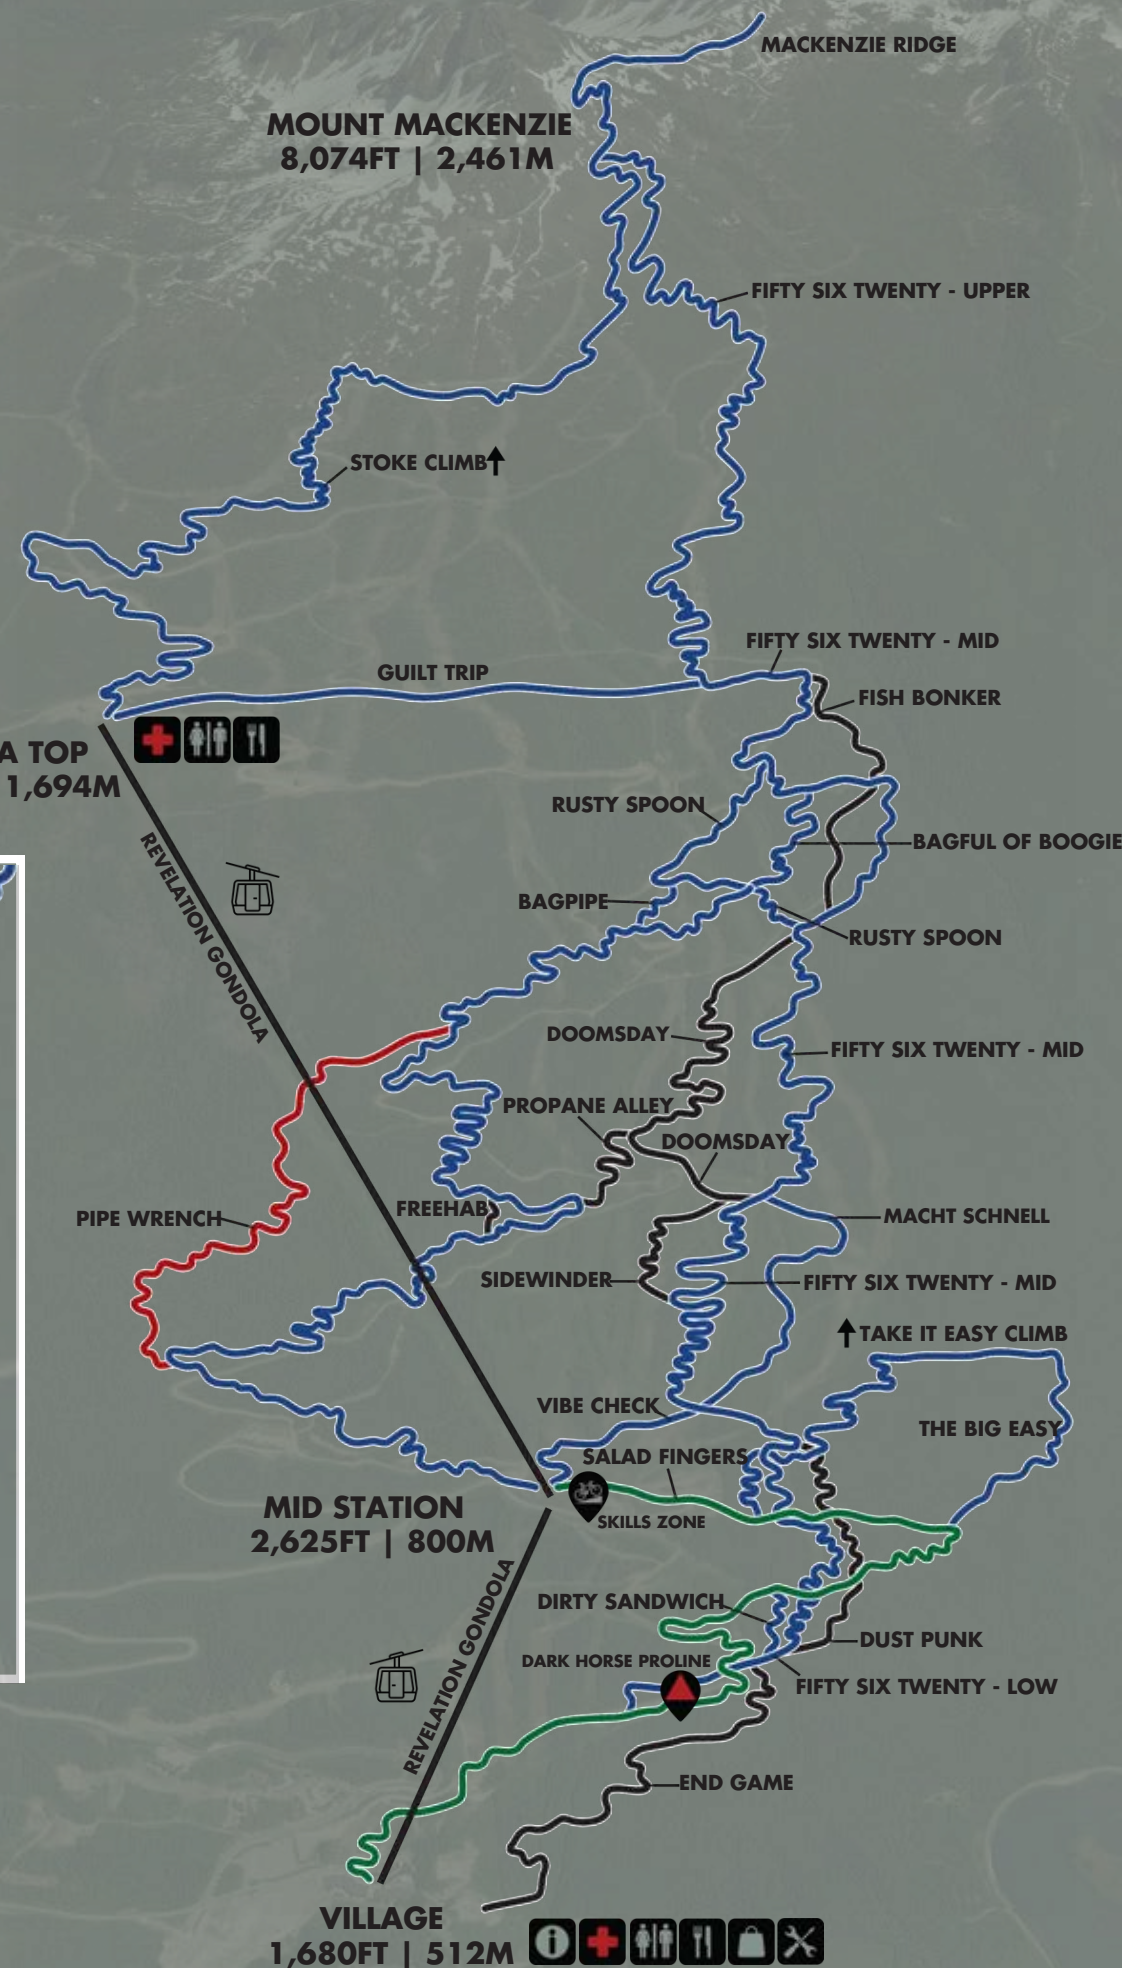 MACKENZIE RIDGE
MOUNT MACKENZIE
8,074FT | 2,461M
FIFTY SIX TWENTY - UPPER
STOKE CLIMB
FIFTY SIX TWENTY - MID
GUILT TRIP
FISH BONKER
A TOP
1,694M
RUSTY SPOON
REVELATION GONDOLA
BAGFUL OF BOOGIE
BAGPIPE
RUSTY SPOON
DOOMSDAY
FIFTY SIX TWENTY - MID
PROPANE ALLEY
DOOMSDAY
FREEHAB
PIPE WRENCH
MACHT SCHNELL
SIDEWINDER
FIFTY SIX TWENTY - MID
TAKE IT EASY CLIMB
VIBE CHECK
THE BIG EASY
SALAD FINGERS
MID STATION
2,625FT | 800M
SKILLS ZONE
REVELATION GONDOLA
DIRTY SANDWICH
DUST PUNK
DARK HORSE PROLINE
FIFTY SIX TWENTY - LOW
END GAME
VILLAGE
1,680FT | 512M